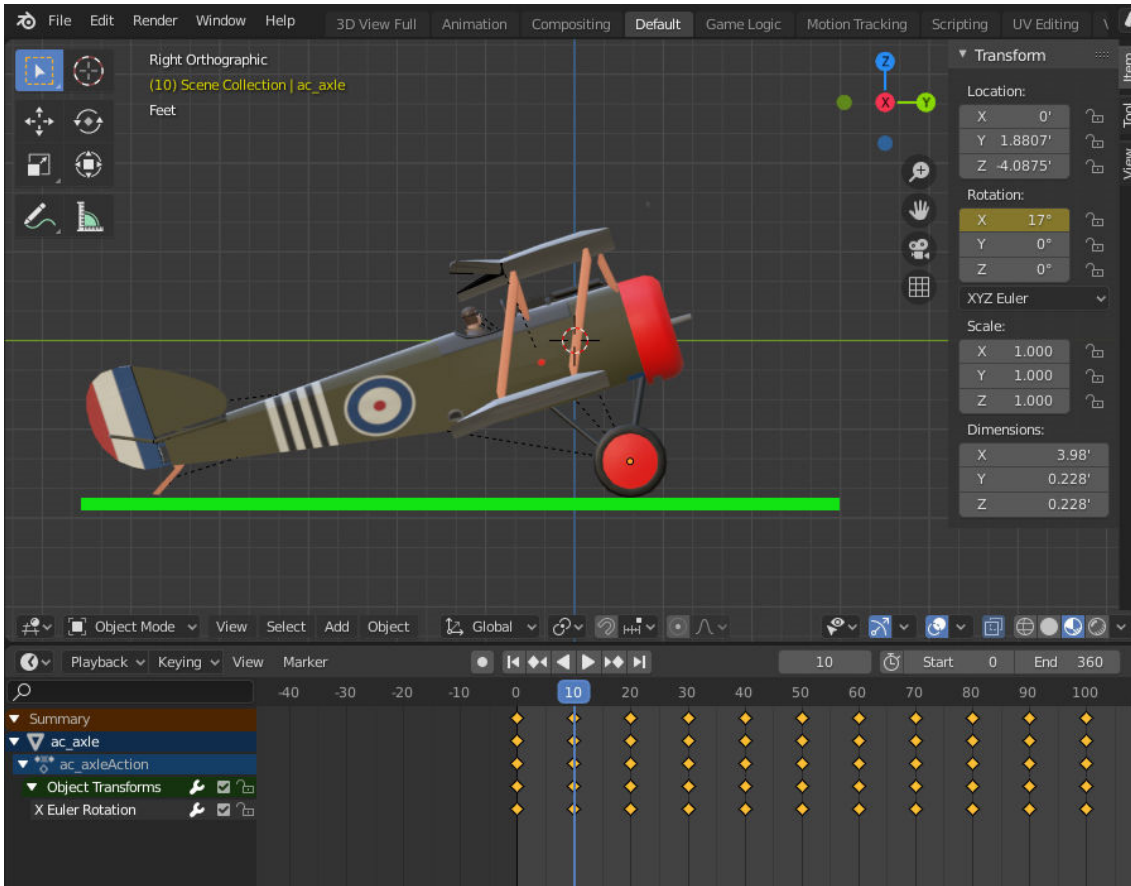 File Edit Render Window Help 3D View Full Animation Compositing Default Game Logic Motion Tracking Scripting UV Editing
Right Orthographic
(10) Scene Collection | ac_axle
Feet
Z
X
Y
Transform
Location:
X 0'
Y 1.8807'
Z -4.0875'
Rotation:
X 17°
Y 0°
Z 0°
XYZ Euler
Scale:
X 1.000
Y 1.000
Z 1.000
Dimensions:
X 3.98'
Y 0.228'
Z 0.228'
Item
Tool
View
Object Mode View Select Add Object Global
Playback Keying View Marker 10 Start 0 End 360
-40 -30 -20 -10 0 10 20 30 40 50 60 70 80 90 100
Summary
ac_axle
ac_axleAction
Object Transforms
X Euler Rotation